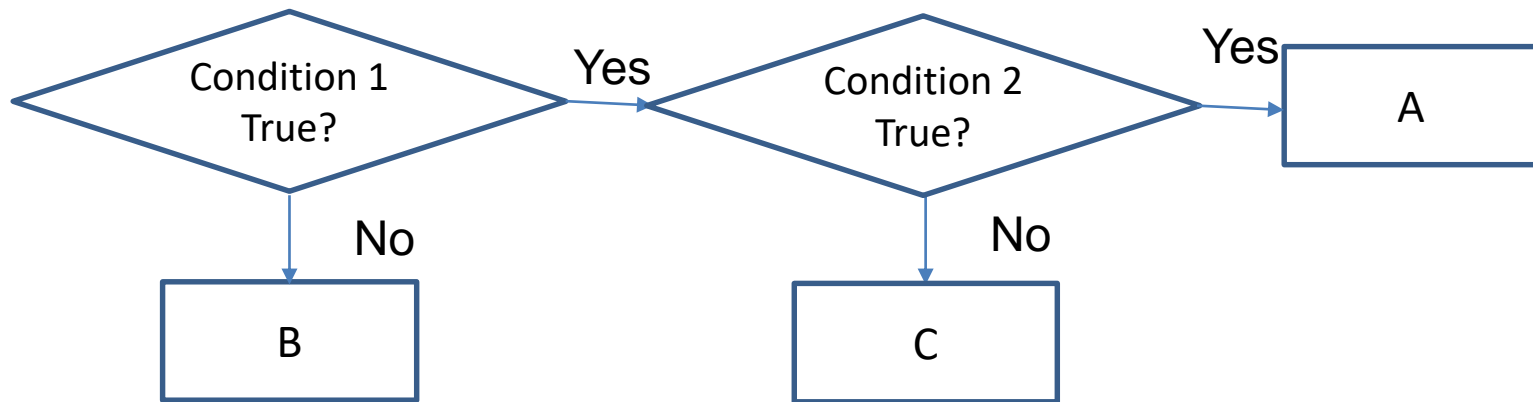 Condition 1
True?
Yes
Condition 2
True?
Yes
A
No
B
No
C